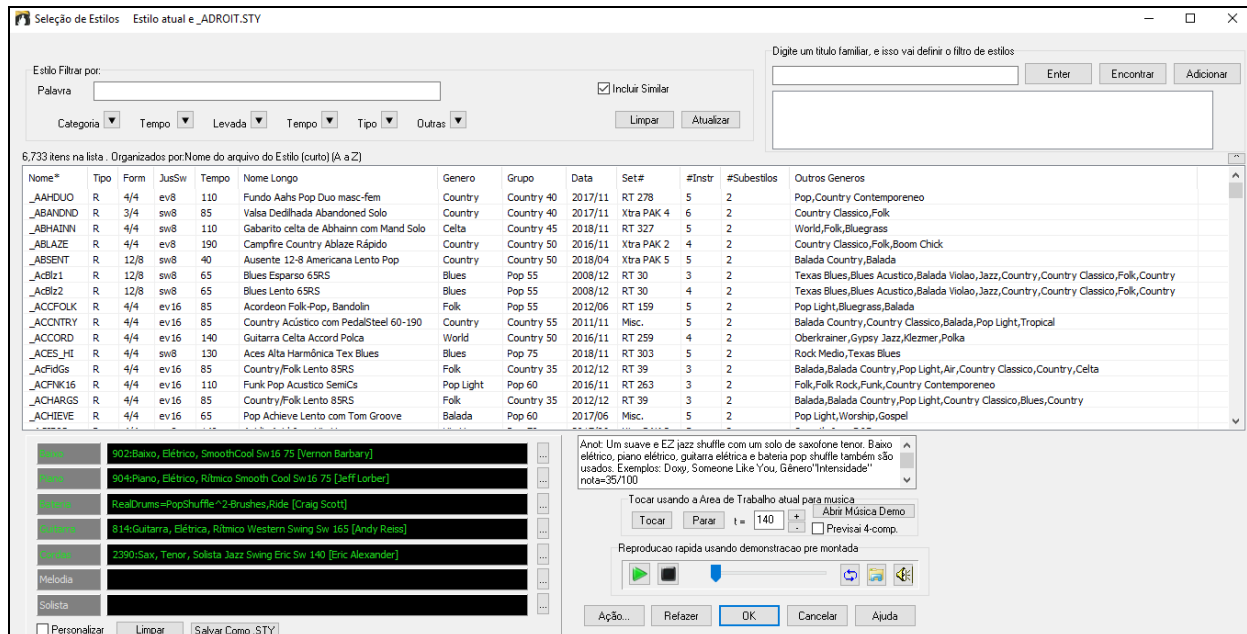 Seleção de Estilos Estilo atual e _ADROIT.STY
Digite um titulo familiar, e isso vai definir o filtro de estilos
Enter Encontrar Adicionar
Estilo Filtrar por:
Palavra
Incluir Similar
Categoria Tempo Levada Tempo Tipo Outras Limpar Atualizar
6,733 itens na lista . Organizados por:Nome do arquivo do Estilo (curto) (A a Z)
Nome* Tipo Form JusSw Tempo Nome Longo Genero Grupo Data Set# #Instr #Subestilos Outros Generos
_AAHDUO R 4/4 ev8 110 Fundo Aahs Pop Duo masc-fem Country Country 40 2017/11 RT 278 5 2 Pop,Country Contemporeneo
_ABANDND R 3/4 sw8 85 Valsa Dedilhada Abandoned Solo Country Country 40 2017/11 Xtra PAK 4 6 2 Country Classico,Folk
_ABHAINN R 4/4 sw8 110 Gabarito celta de Abhainn com Mand Solo Celta Country 45 2018/11 RT 327 5 2 World,Folk,Bluegrass
_ABLAZE R 4/4 ev8 190 Campfire Country Ablaze Rápido Country Country 50 2016/11 Xtra PAK 2 4 2 Country Classico,Folk,Boom Chick
_ABSENT R 12/8 sw8 40 Ausente 12-8 Americana Lento Pop Country Country 50 2018/04 Xtra PAK 5 5 2 Balada Country,Balada
_AcBlz1 R 12/8 sw8 65 Blues Esparso 65RS Blues Pop 55 2008/12 RT 30 3 2 Texas Blues,Blues Acustico,Balada Violao,Jazz,Country,Country Classico,Folk,Country
_AcBlz2 R 12/8 sw8 65 Blues Lento 65RS Blues Pop 55 2008/12 RT 30 4 2 Texas Blues,Blues Acustico,Balada Violao,Jazz,Country,Country Classico,Folk,Country
_ACCFOLK R 4/4 ev16 85 Acordeon Folk-Pop, Bandolin Folk Pop 55 2012/06 RT 159 5 2 Pop Light,Bluegrass,Balada
_ACCNTRY R 4/4 ev16 85 Country Acústico com PedalSteel 60-190 Country Country 55 2011/11 Misc. 5 2 Balada Country,Country Classico,Balada,Pop Light,Tropical
_ACCORD R 4/4 ev16 140 Guitarra Celta Accord Polca World Country 50 2016/11 RT 259 4 2 Oberkrainer,Gypsy Jazz,Klezmer,Polka
_ACES_HI R 4/4 sw8 130 Aces Alta Harmônica Tex Blues Blues Pop 75 2018/11 RT 303 5 2 Rock Medio,Texas Blues
_AcFidGs R 4/4 ev16 85 Country/Folk Lento 85RS Folk Country 35 2012/12 RT 39 3 2 Balada,Balada Country,Pop Light,Air,Country Classico,Country,Celta
_ACFNK16 R 4/4 ev16 110 Funk Pop Acustico SemiCs Pop Light Pop 60 2016/11 RT 263 3 2 Folk,Folk Rock,Funk,Country Contemporeneo
_ACHARGS R 4/4 ev16 85 Country/Folk Lento 85RS Folk Country 35 2012/12 RT 39 3 2 Balada,Balada Country,Pop Light,Country Classico,Blues,Country
_ACHIEVE R 4/4 ev16 65 Pop Achieve Lento com Tom Groove Balada Pop 60 2017/06 Misc. 5 2 Pop Light,Worship,Gospel
Baixo 902:Baixo, Elétrico, SmoothCool Sw16 75 [Vernon Barbary] ...
Piano 904:Piano, Elétrico, Rítmico Smooth Cool Sw16 75 [Jeff Lorber] ...
Bateria RealDrums=PopShuffle^2-Brushes,Ride [Craig Scott] ...
Guitarra 814:Guitarra, Elétrica, Rítmico Western Swing Sw 165 [Andy Reiss] ...
Cordas 2390:Sax, Tenor, Solista Jazz Swing Eric Sw 140 [Eric Alexander] ...
Melodia ...
Solista ...
Personalizar Limpar Salvar Como .STY
Anot: Um suave e EZ jazz shuffle com um solo de saxofone tenor. Baixo
elétrico, piano elétrico, guitarra elétrica e bateria pop shuffle também são
usados. Exemplos: Doxy, Someone Like You, Gênero"Intensidade"
nota=35/100
Tocar usando a Area de Trabalho atual para musica
Tocar Parar t = 140 + - Abrir Música Demo
Previsai 4-comp.
Reproducao rapida usando demonstracao pre montada
Ação... Refazer OK Cancelar Ajuda